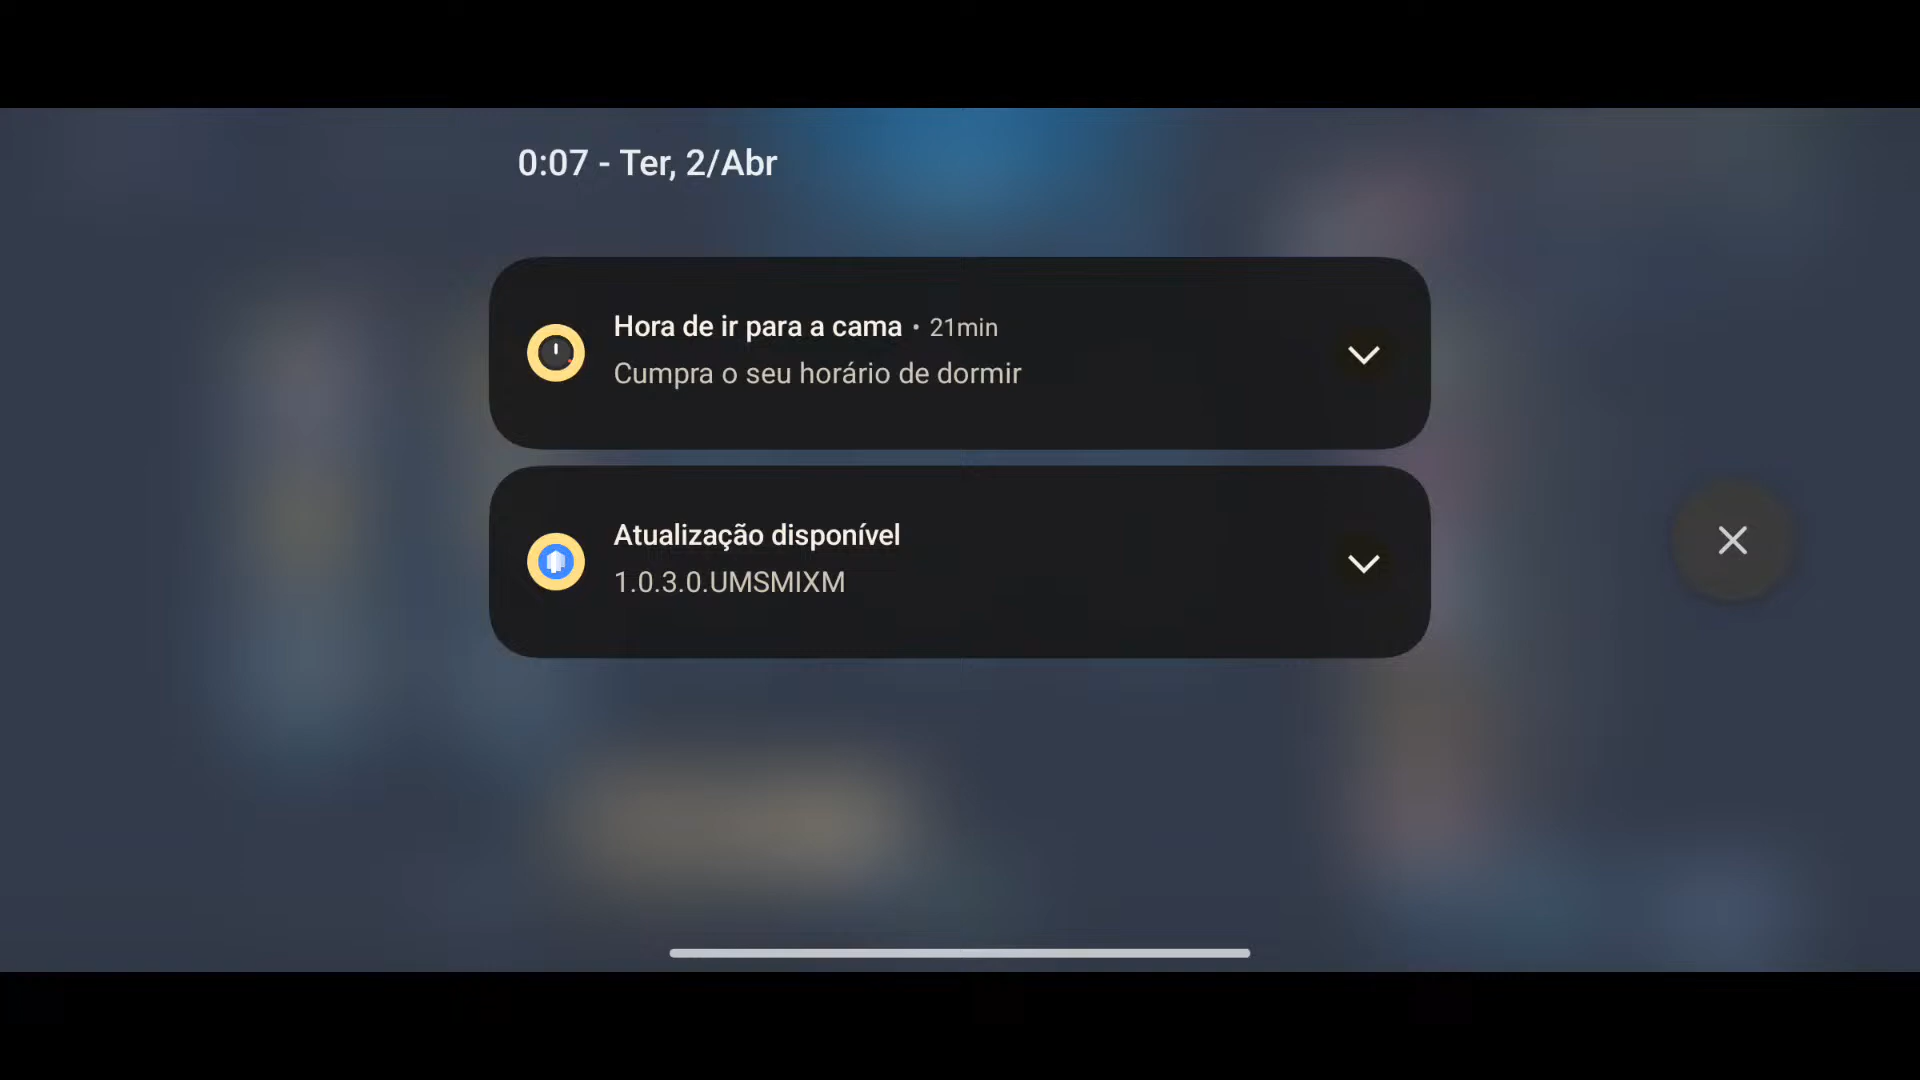 0:07 - Ter, 2/Abr
Hora de ir para a cama • 21min
Cumpra o seu horário de dormir
Atualização disponível
1.0.3.0.UMSMIXM